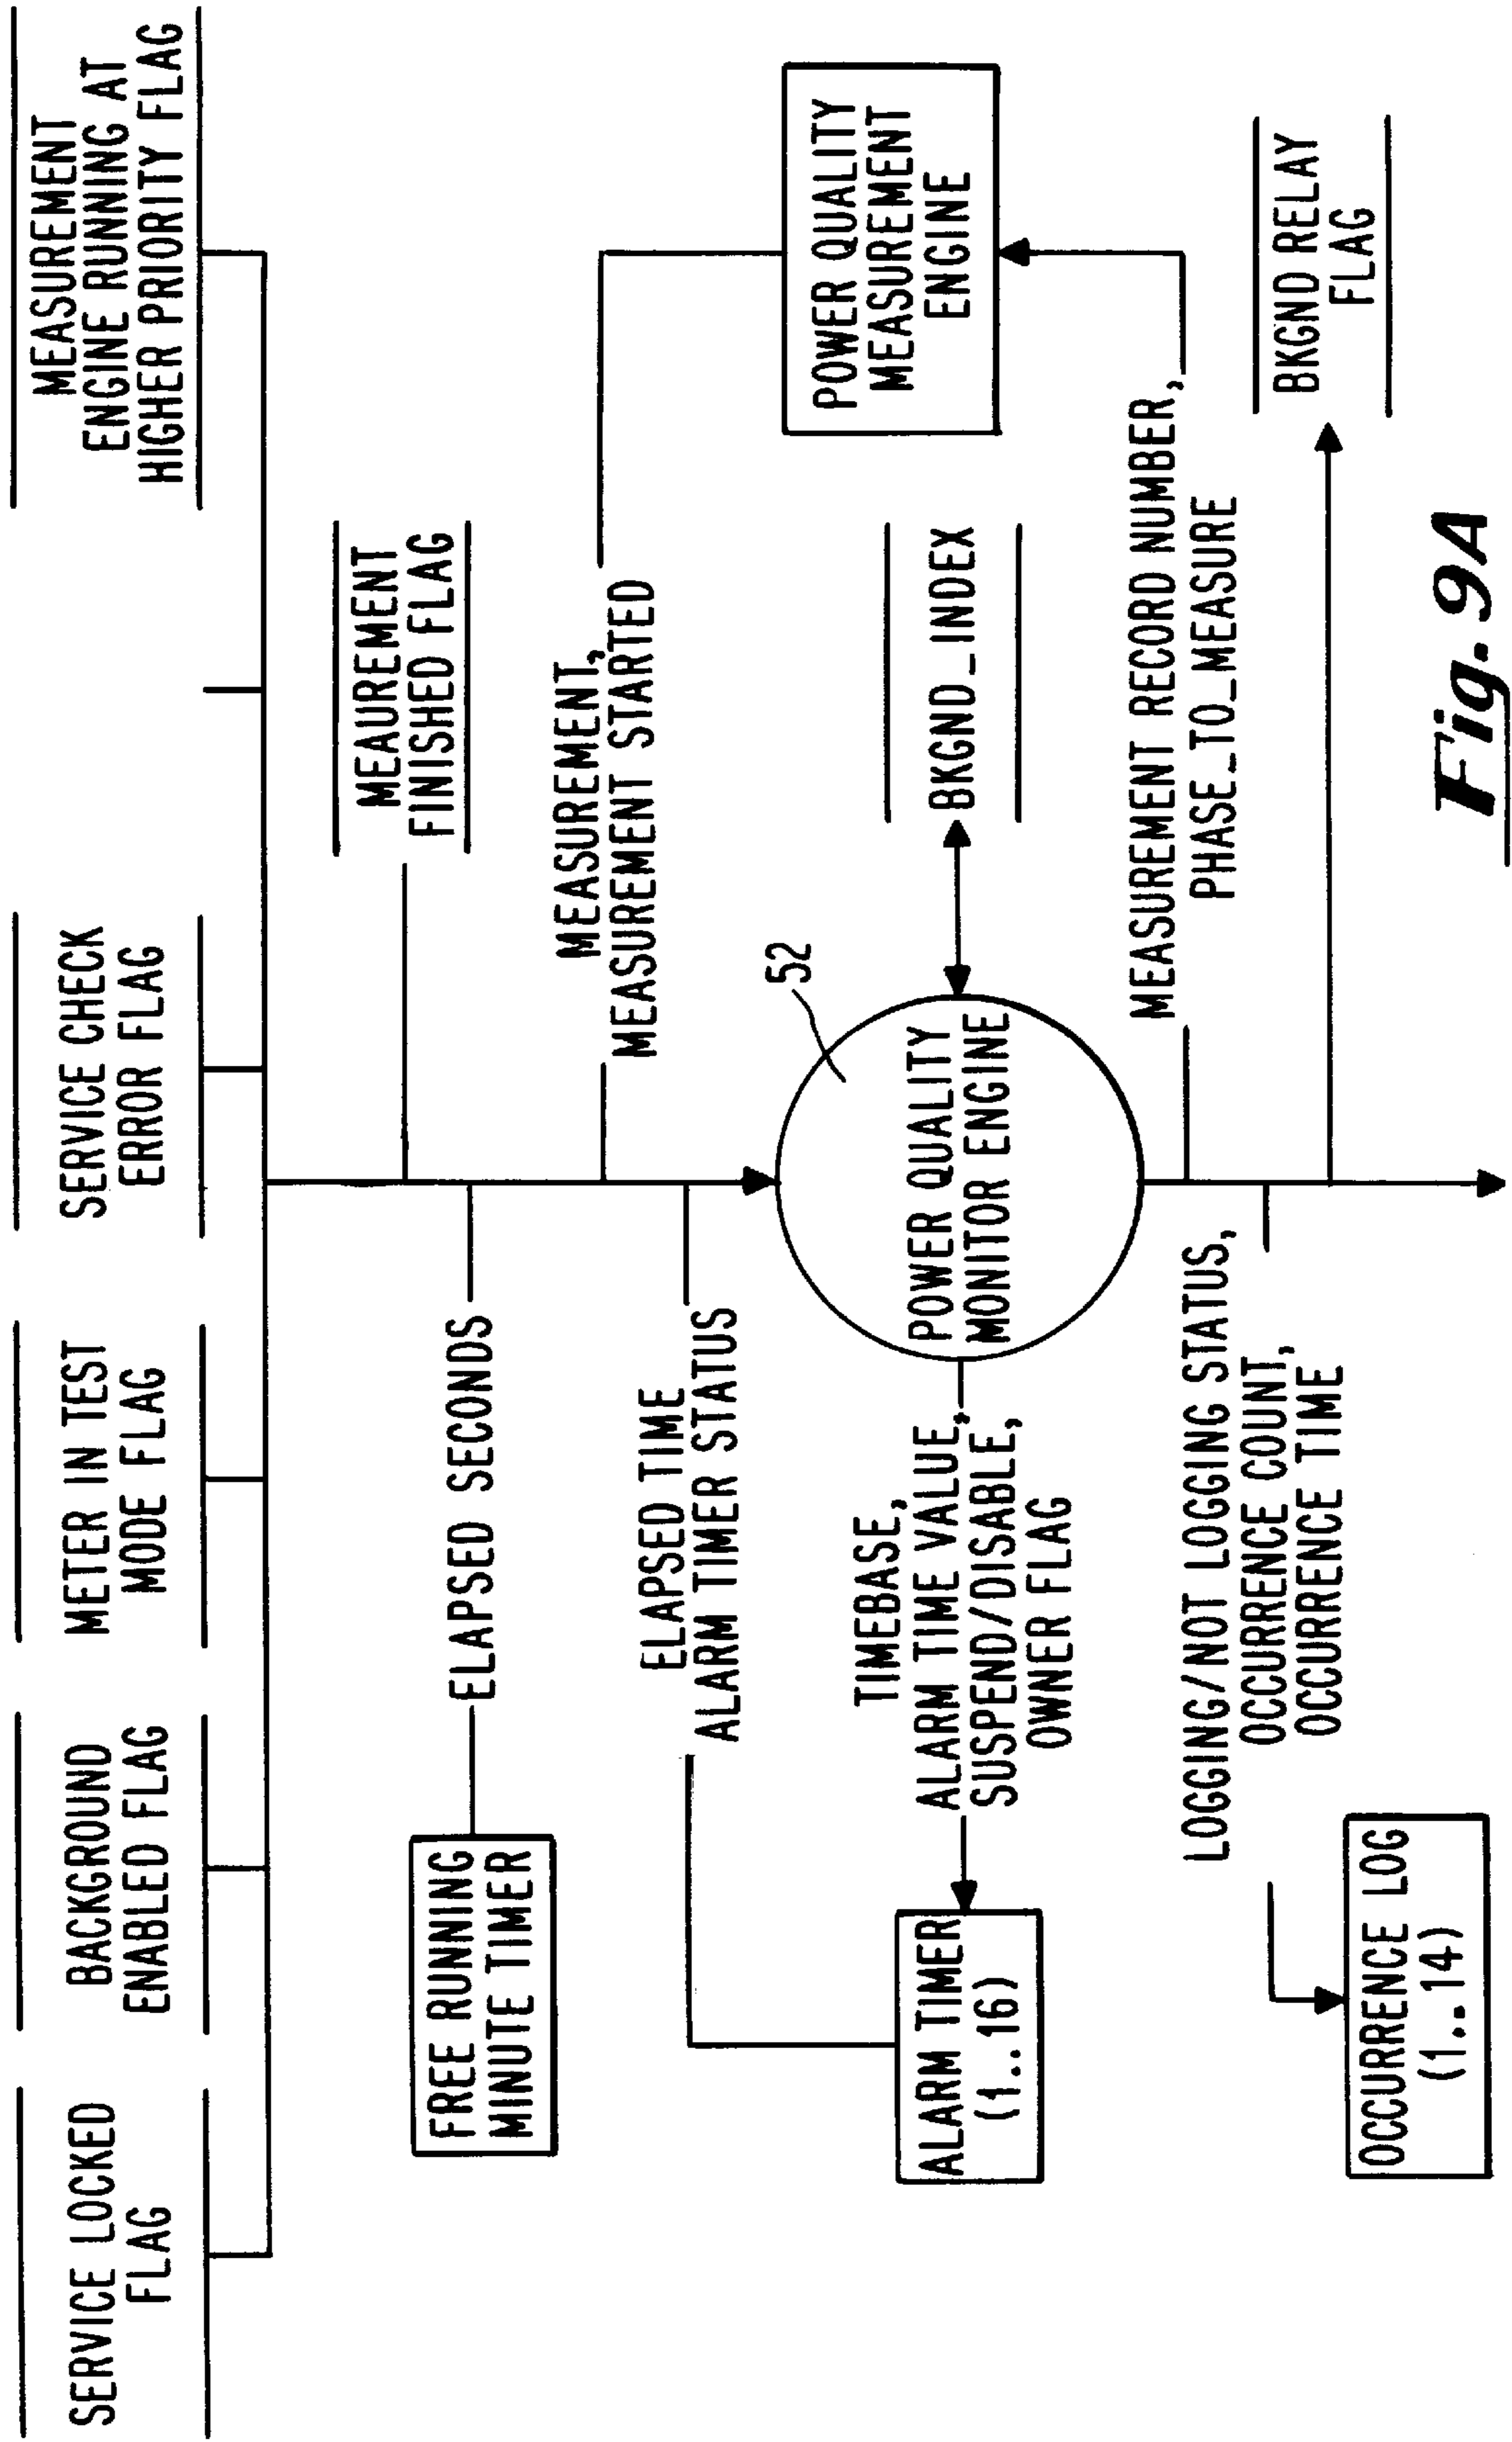 SERVICE LOCKED
FLAG
BACKGROUND
ENABLED FLAG
METER IN TEST
MODE FLAG
SERVICE CHECK
ERROR FLAG
MEASUREMENT
ENGINE RUNNING AT
HIGHER PRIORITY FLAG
MEAUREMENT
FINISHED FLAG
FREE RUNNING
MINUTE TIMER
ELAPSED SECONDS
MEASUREMENT,
MEASUREMENT STARTED
ELAPSED TIME
ALARM TIMER STATUS
POWER QUALITY
MEASUREMENT
ENGINE
52
POWER QUALITY
MONITOR ENGINE
BKGND_INDEX
TIMEBASE,
ALARM TIME VALUE,
SUSPEND/DISABLE,
OWNER FLAG
ALARM TIMER
(1..16)
MEASUREMENT RECORD NUMBER,
PHASE_TO_MEASURE
LOGGING/NOT LOGGING STATUS,
OCCURRENCE COUNT,
OCCURRENCE TIME
BKGND RELAY
FLAG
OCCURRENCE LOG
(1..14)
Fig. 9A